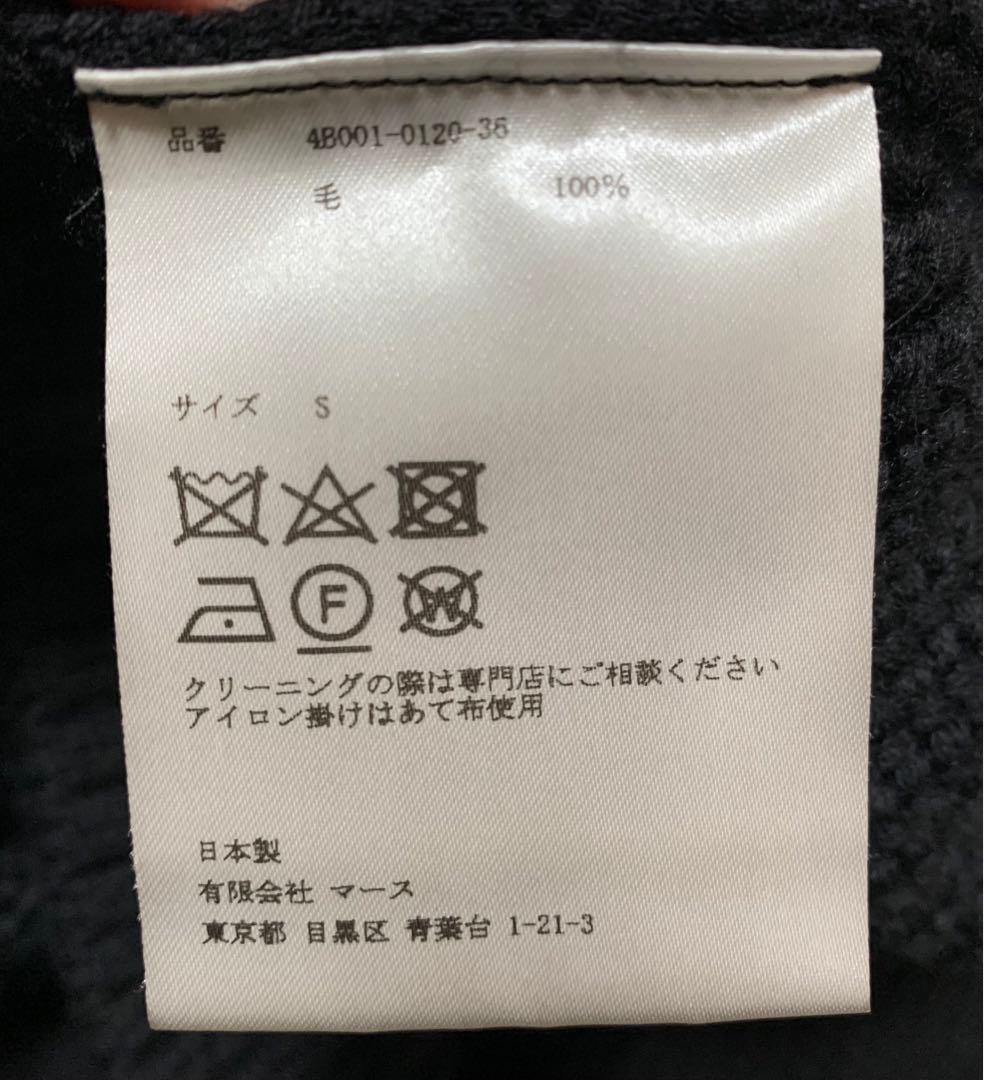 品番 4B001-0120-36
毛 100%
サイズ S
F
W
クリーニングの際は専門店にご相談ください
アイロン掛けはあて布使用
日本製
有限会社 マース
東京都 目黒区 青葉台 1-21-3